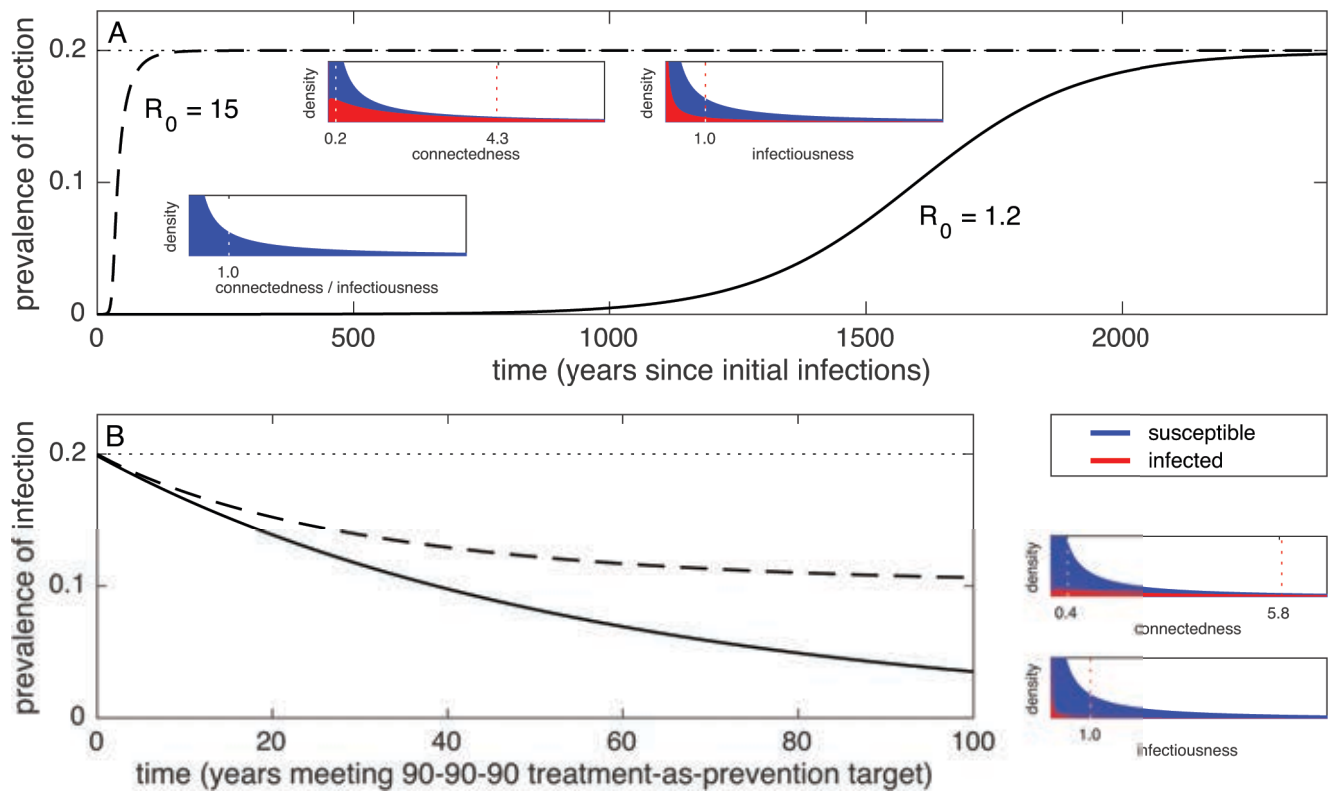 A
prevalence of infection
0.2
0.1
0
R0 = 15
density
0.2
4.3
connectedness
density
1.0
infectiousness
density
1.0
connectedness / infectiousness
R0 = 1.2
0
500
1000
1500
2000
time (years since initial infections)
B
prevalence of infection
0.2
0.1
0
0
20
40
60
80
100
time (years meeting 90-90-90 treatment-as-prevention target)
susceptible
infected
density
0.4
5.8
connectedness
density
1.0
infectiousness